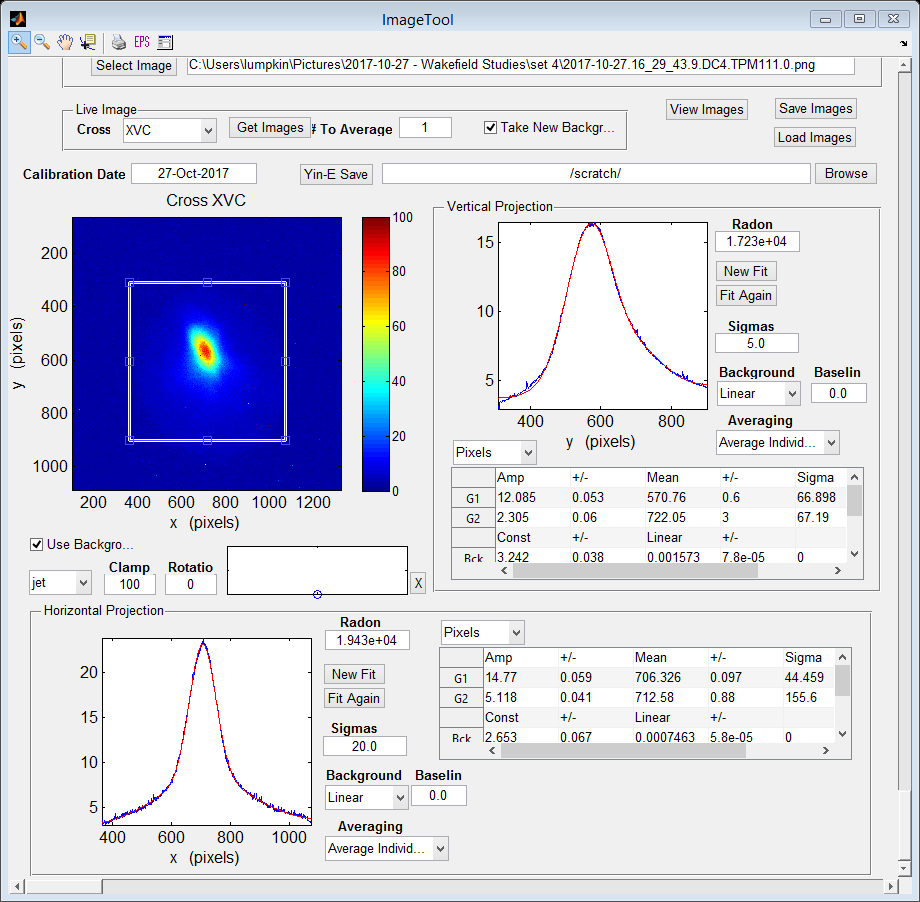 ImageTool
EPS
Select Image C:\Users\lumpkin\Pictures\2017-10-27 - Wakefield Studies\set 4\2017-10-27.16_29_43.9.DC4.TPM111.0.png
Live Image
Cross XVC Get Images # To Average 1 Take New Backgr...
View Images Save Images
Load Images
Calibration Date 27-Oct-2017 Yin-E Save /scratch/ Browse
Cross XVC
200
400
600
800
1000
y (pixels)
200 400 600 800 1000 1200
x (pixels)
100
80
60
40
20
0
Vertical Projection
15
10
5
400 600 800
y (pixels)
Radon
1.723e+04
New Fit
Fit Again
Sigmas
5.0
Background Baselin
Linear 0.0
Averaging
Average Individ...
Pixels
Amp +/- Mean +/- Sigma
G1 12.085 0.053 570.76 0.6 66.898
G2 2.305 0.06 722.05 3 67.19
Const +/- Linear +/-
Bck 3.242 0.038 0.001573 7.8e-05 0
Use Backgro...
Clamp Rotatio
jet 100 0 X
Horizontal Projection
20
15
10
5
400 600 800 1000
x (pixels)
Radon
1.943e+04
New Fit
Fit Again
Sigmas
20.0
Background Baselin
Linear 0.0
Averaging
Average Individ...
Pixels
Amp +/- Mean +/- Sigma
G1 14.77 0.059 706.326 0.097 44.459
G2 5.118 0.041 712.58 0.88 155.6
Const +/- Linear +/-
Bck 2.653 0.067 0.0007463 5.8e-05 0